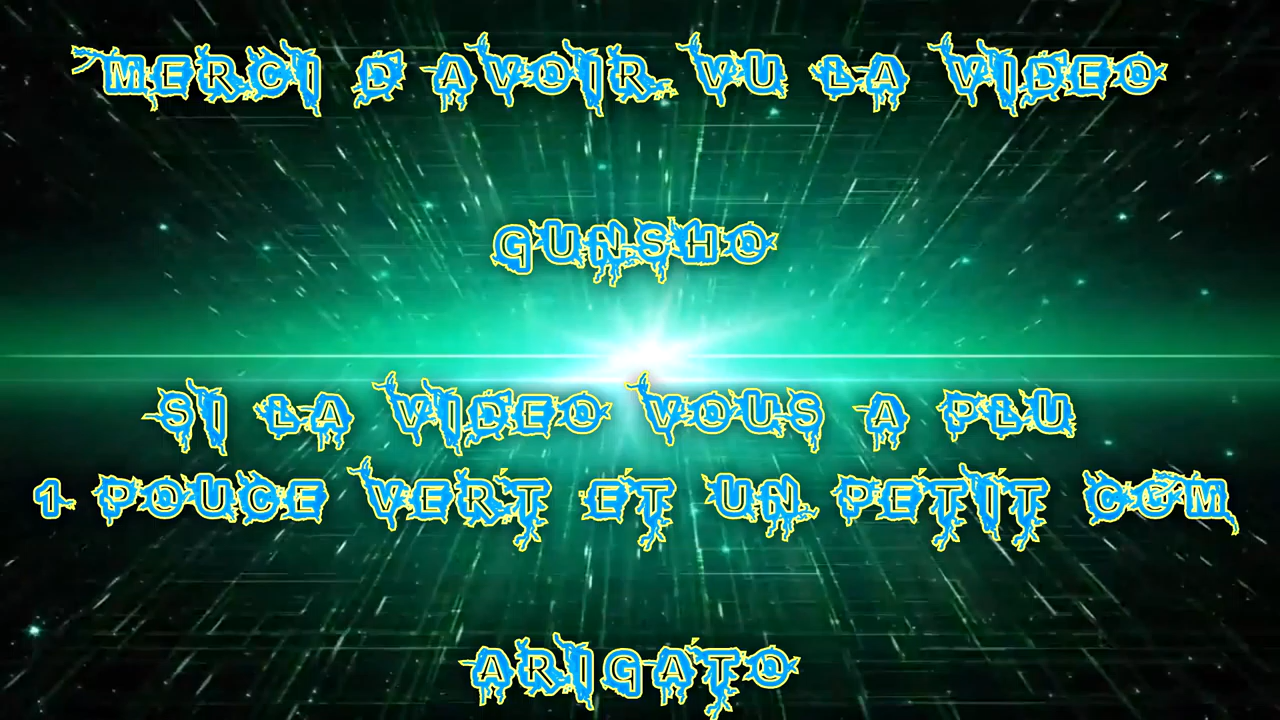 MERCI D AVOIR VU LA VIDEO
GUNSHO
SI LA VIDEO VOUS A PLU
1 POUCE VERT ET UN PETIT COM
ARIGATO